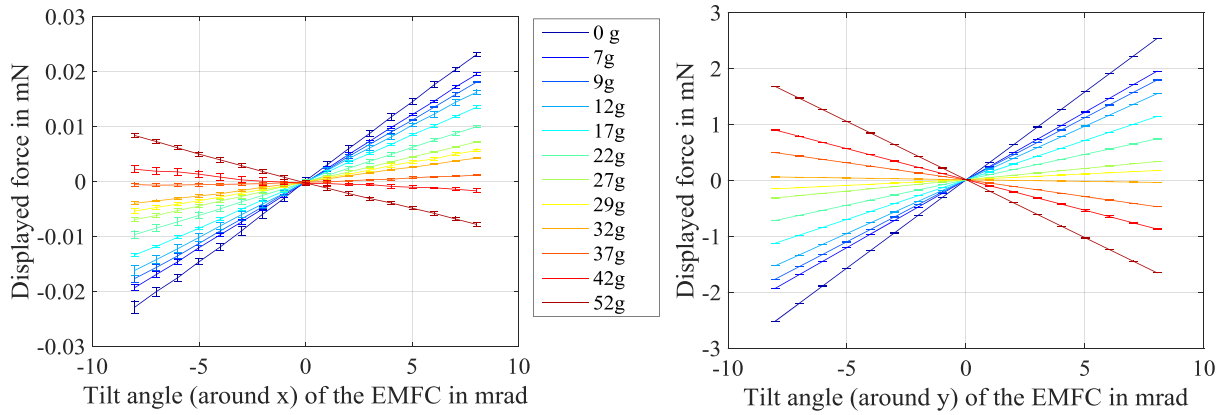 0.03
0.02
0.01
0
-0.01
-0.02
-0.03
Displayed force in mN
-10
-5
0
5
10
Tilt angle (around x) of the EMFC in mrad
0 g
7g
9g
12g
17g
22g
27g
29g
32g
37g
42g
52g
3
2
1
0
-1
-2
-3
Displayed force in mN
-10
-5
0
5
10
Tilt angle (around y) of the EMFC in mrad